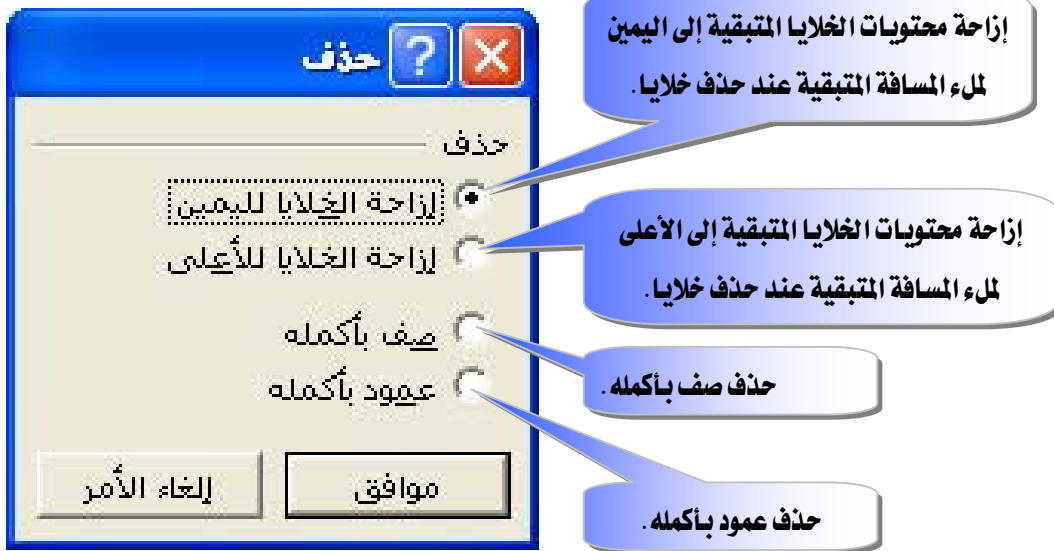 حذف
حذف
إزاحة الخلايا لليمين
إزاحة الخلايا للأعلى
صف بأكمله
عمود بأكمله
موافق
إلغاء الأمر
إزاحة محتويات الخلايا المتبقية إلى اليمين
لملء المسافة المتبقية عند حذف خلايا.
إزاحة محتويات الخلايا المتبقية إلى الأعلى
لملء المسافة المتبقية عند حذف خلايا.
حذف صف بأكمله.
حذف عمود بأكمله.